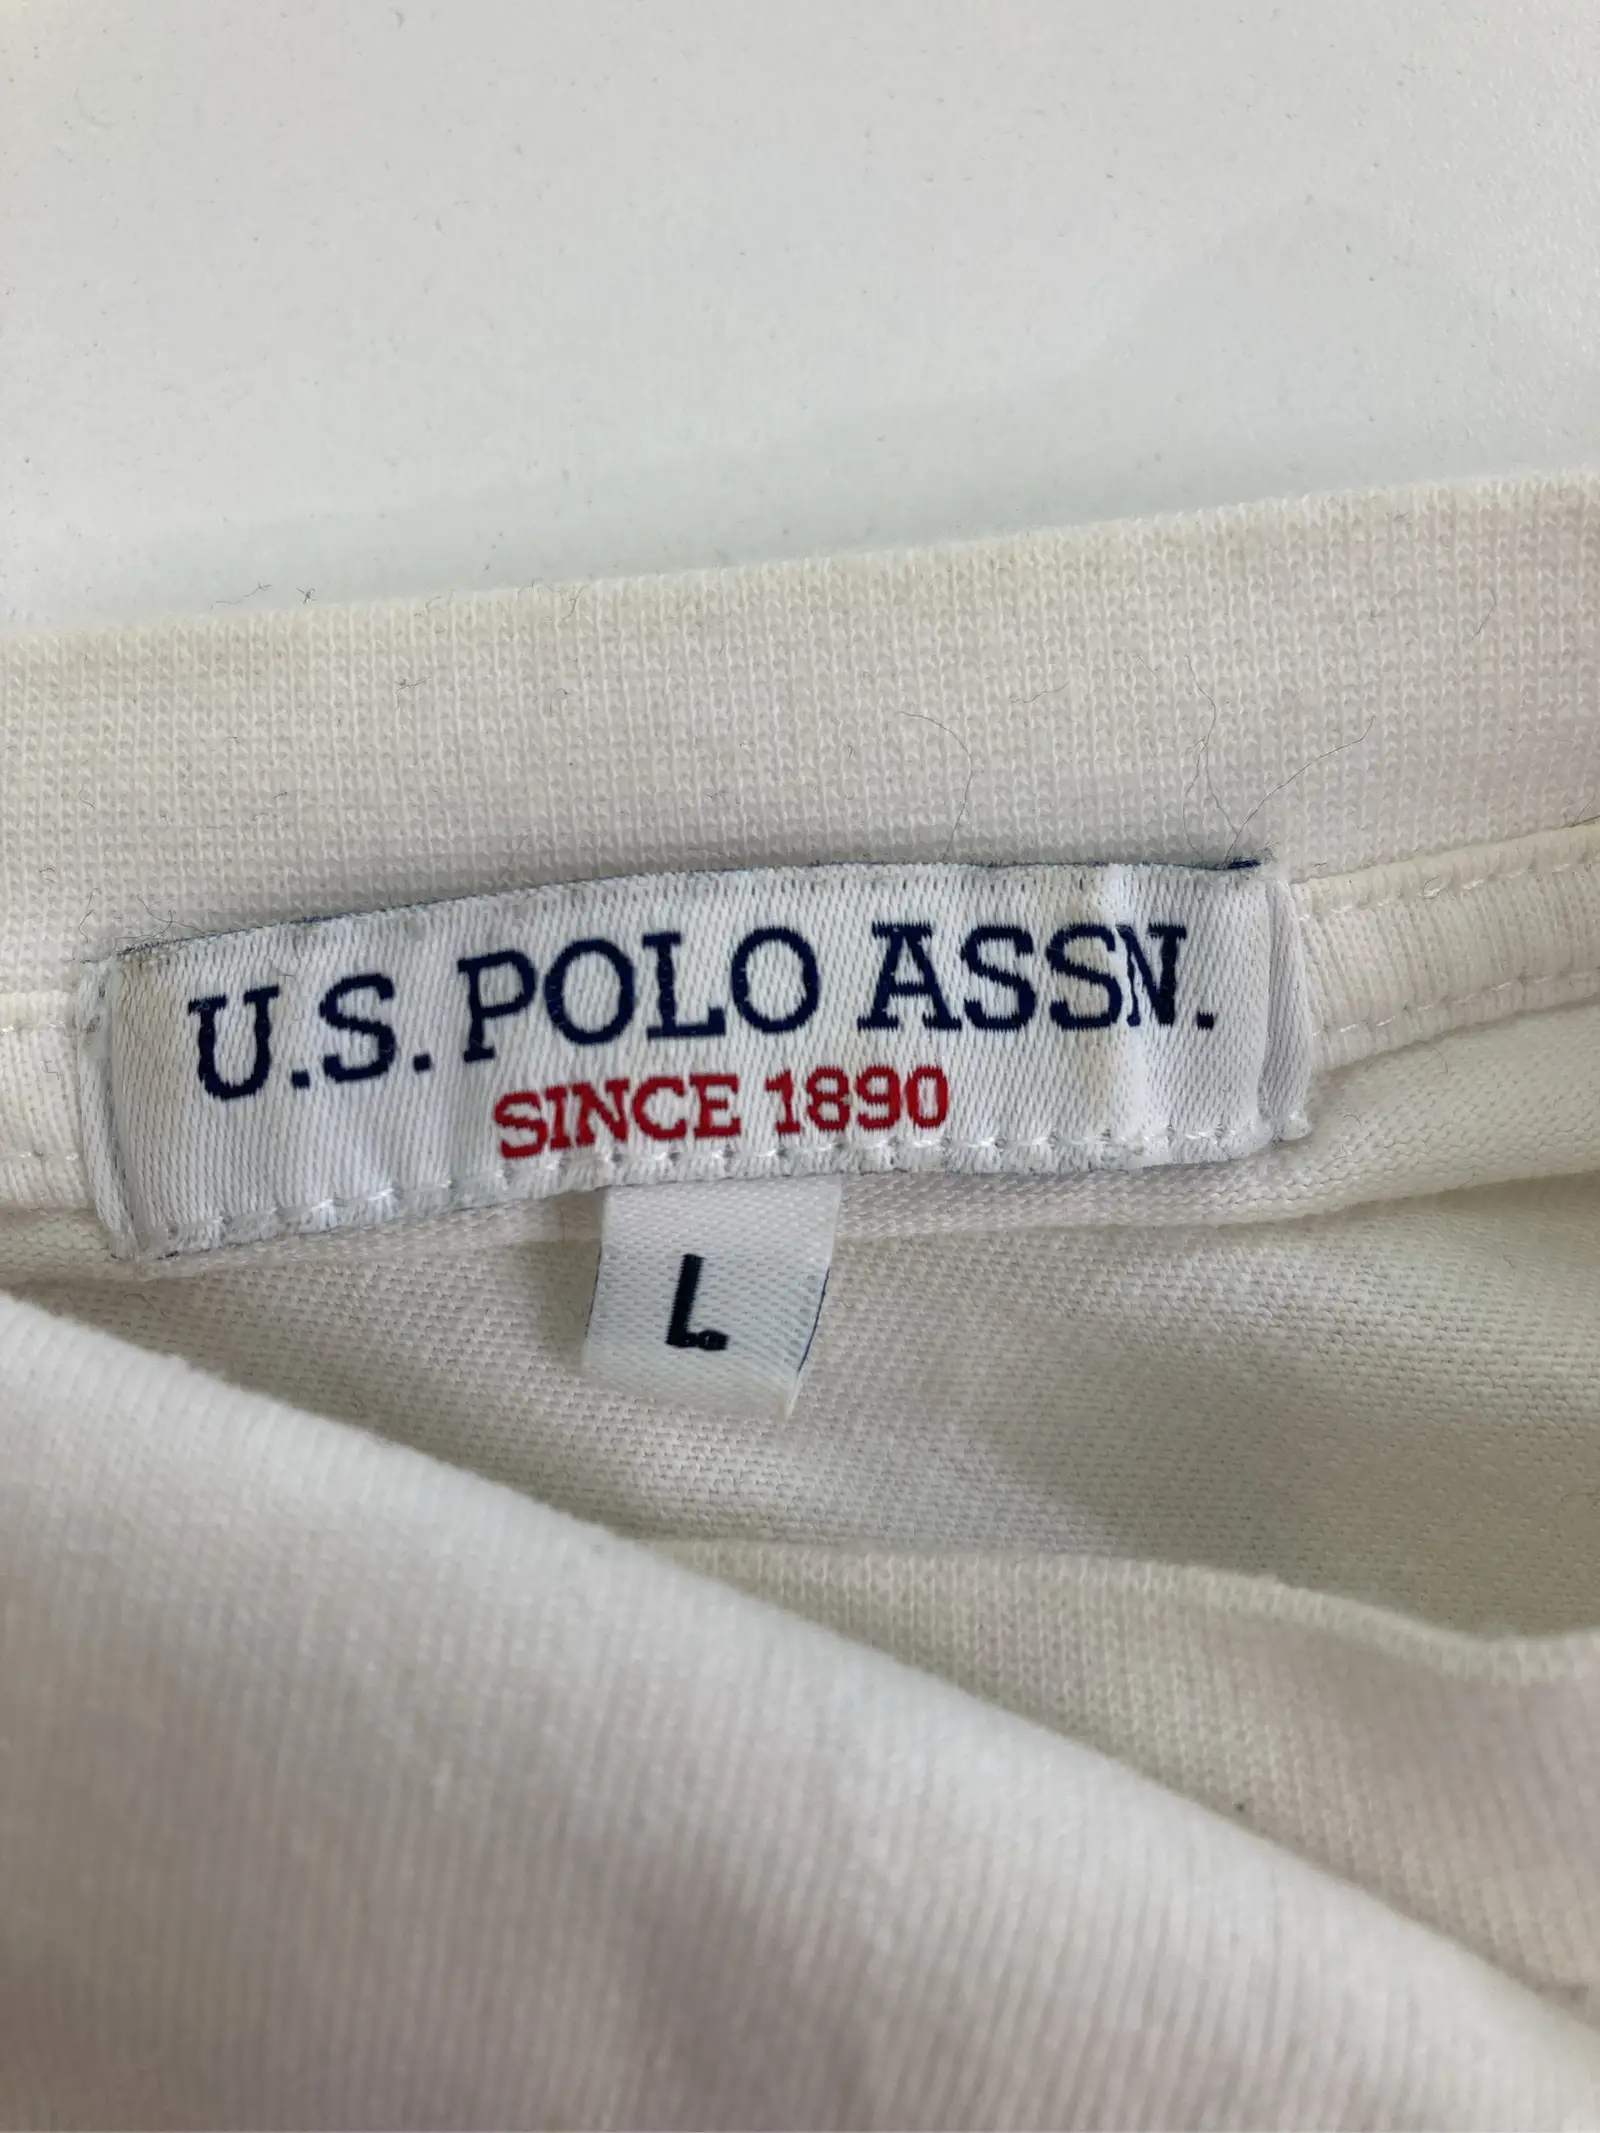 U.S. POLO ASSN.
SINCE 1890
L